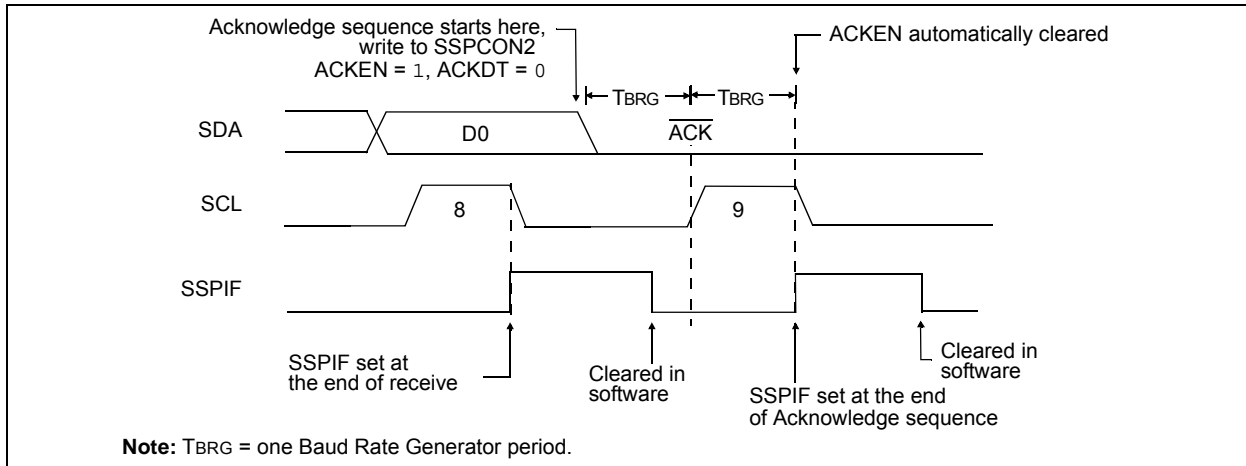 Acknowledge sequence starts here,
write to SSPCON2
ACKEN = 1, ACKDT = 0
ACKEN automatically cleared
TBRG
TBRG
SDA
D0
ACK
SCL
8
9
SSPIF
SSPIF set at
the end of receive
Cleared in
software
SSPIF set at the end
of Acknowledge sequence
Cleared in
software
Note: TBRG = one Baud Rate Generator period.